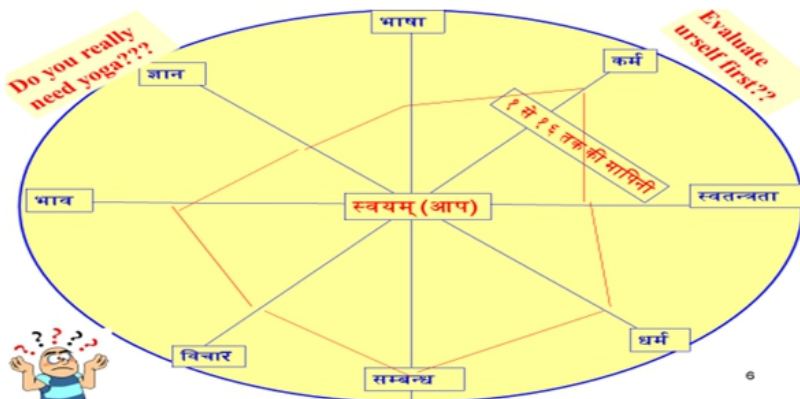 Do you really
need yoga???
भाषा
Evaluate
urself first??
ज्ञान
कर्म
१ से १६ तक की मापिनी
भाव
स्वयम् (आप)
स्वतन्त्रता
विचार
सम्बन्ध
धर्म
6
? ? ? ? ?